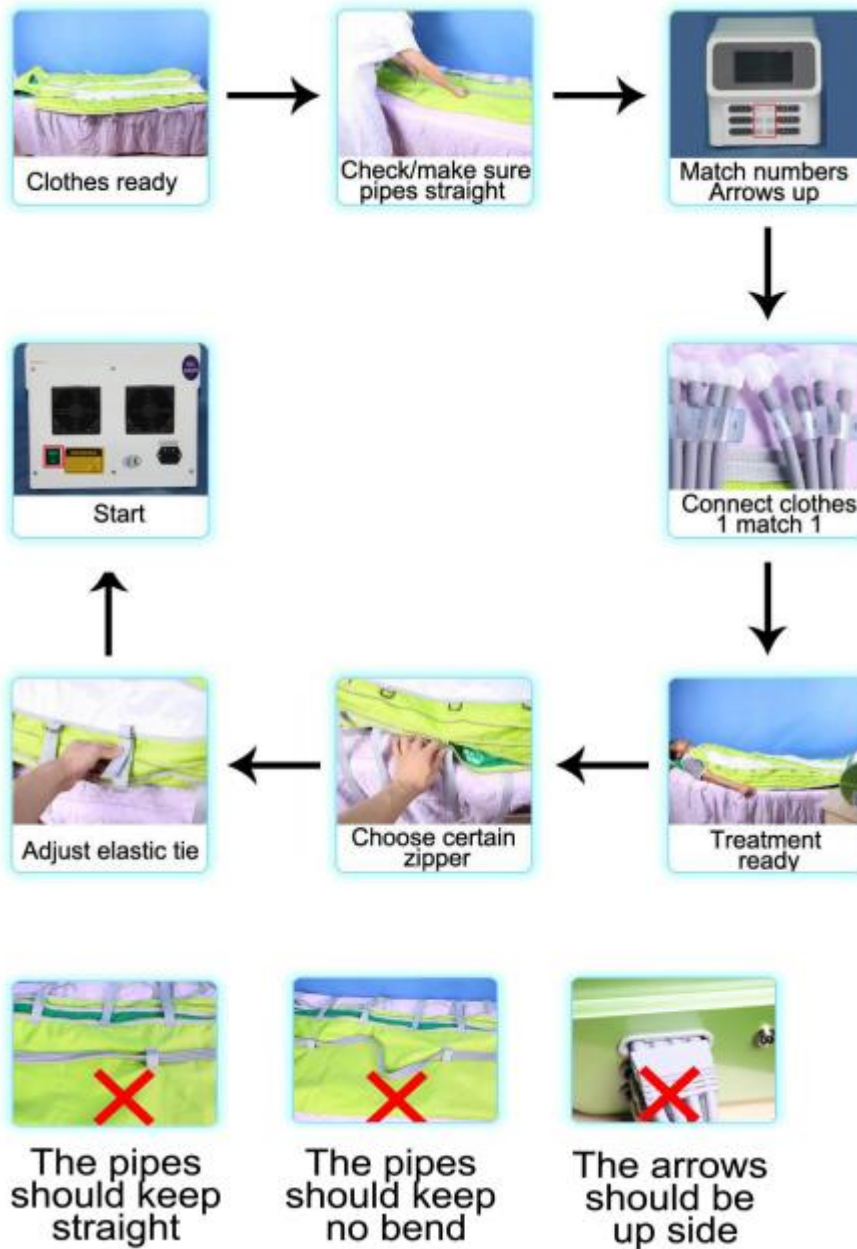 Clothes ready
Check/make sure
pipes straight
Match numbers
Arrows up
Connect clothes
1 match 1
Treatment
ready
Choose certain
zipper
Adjust elastic tie
Start
The pipes
should keep
straight
The pipes
should keep
no bend
The arrows
should be
up side